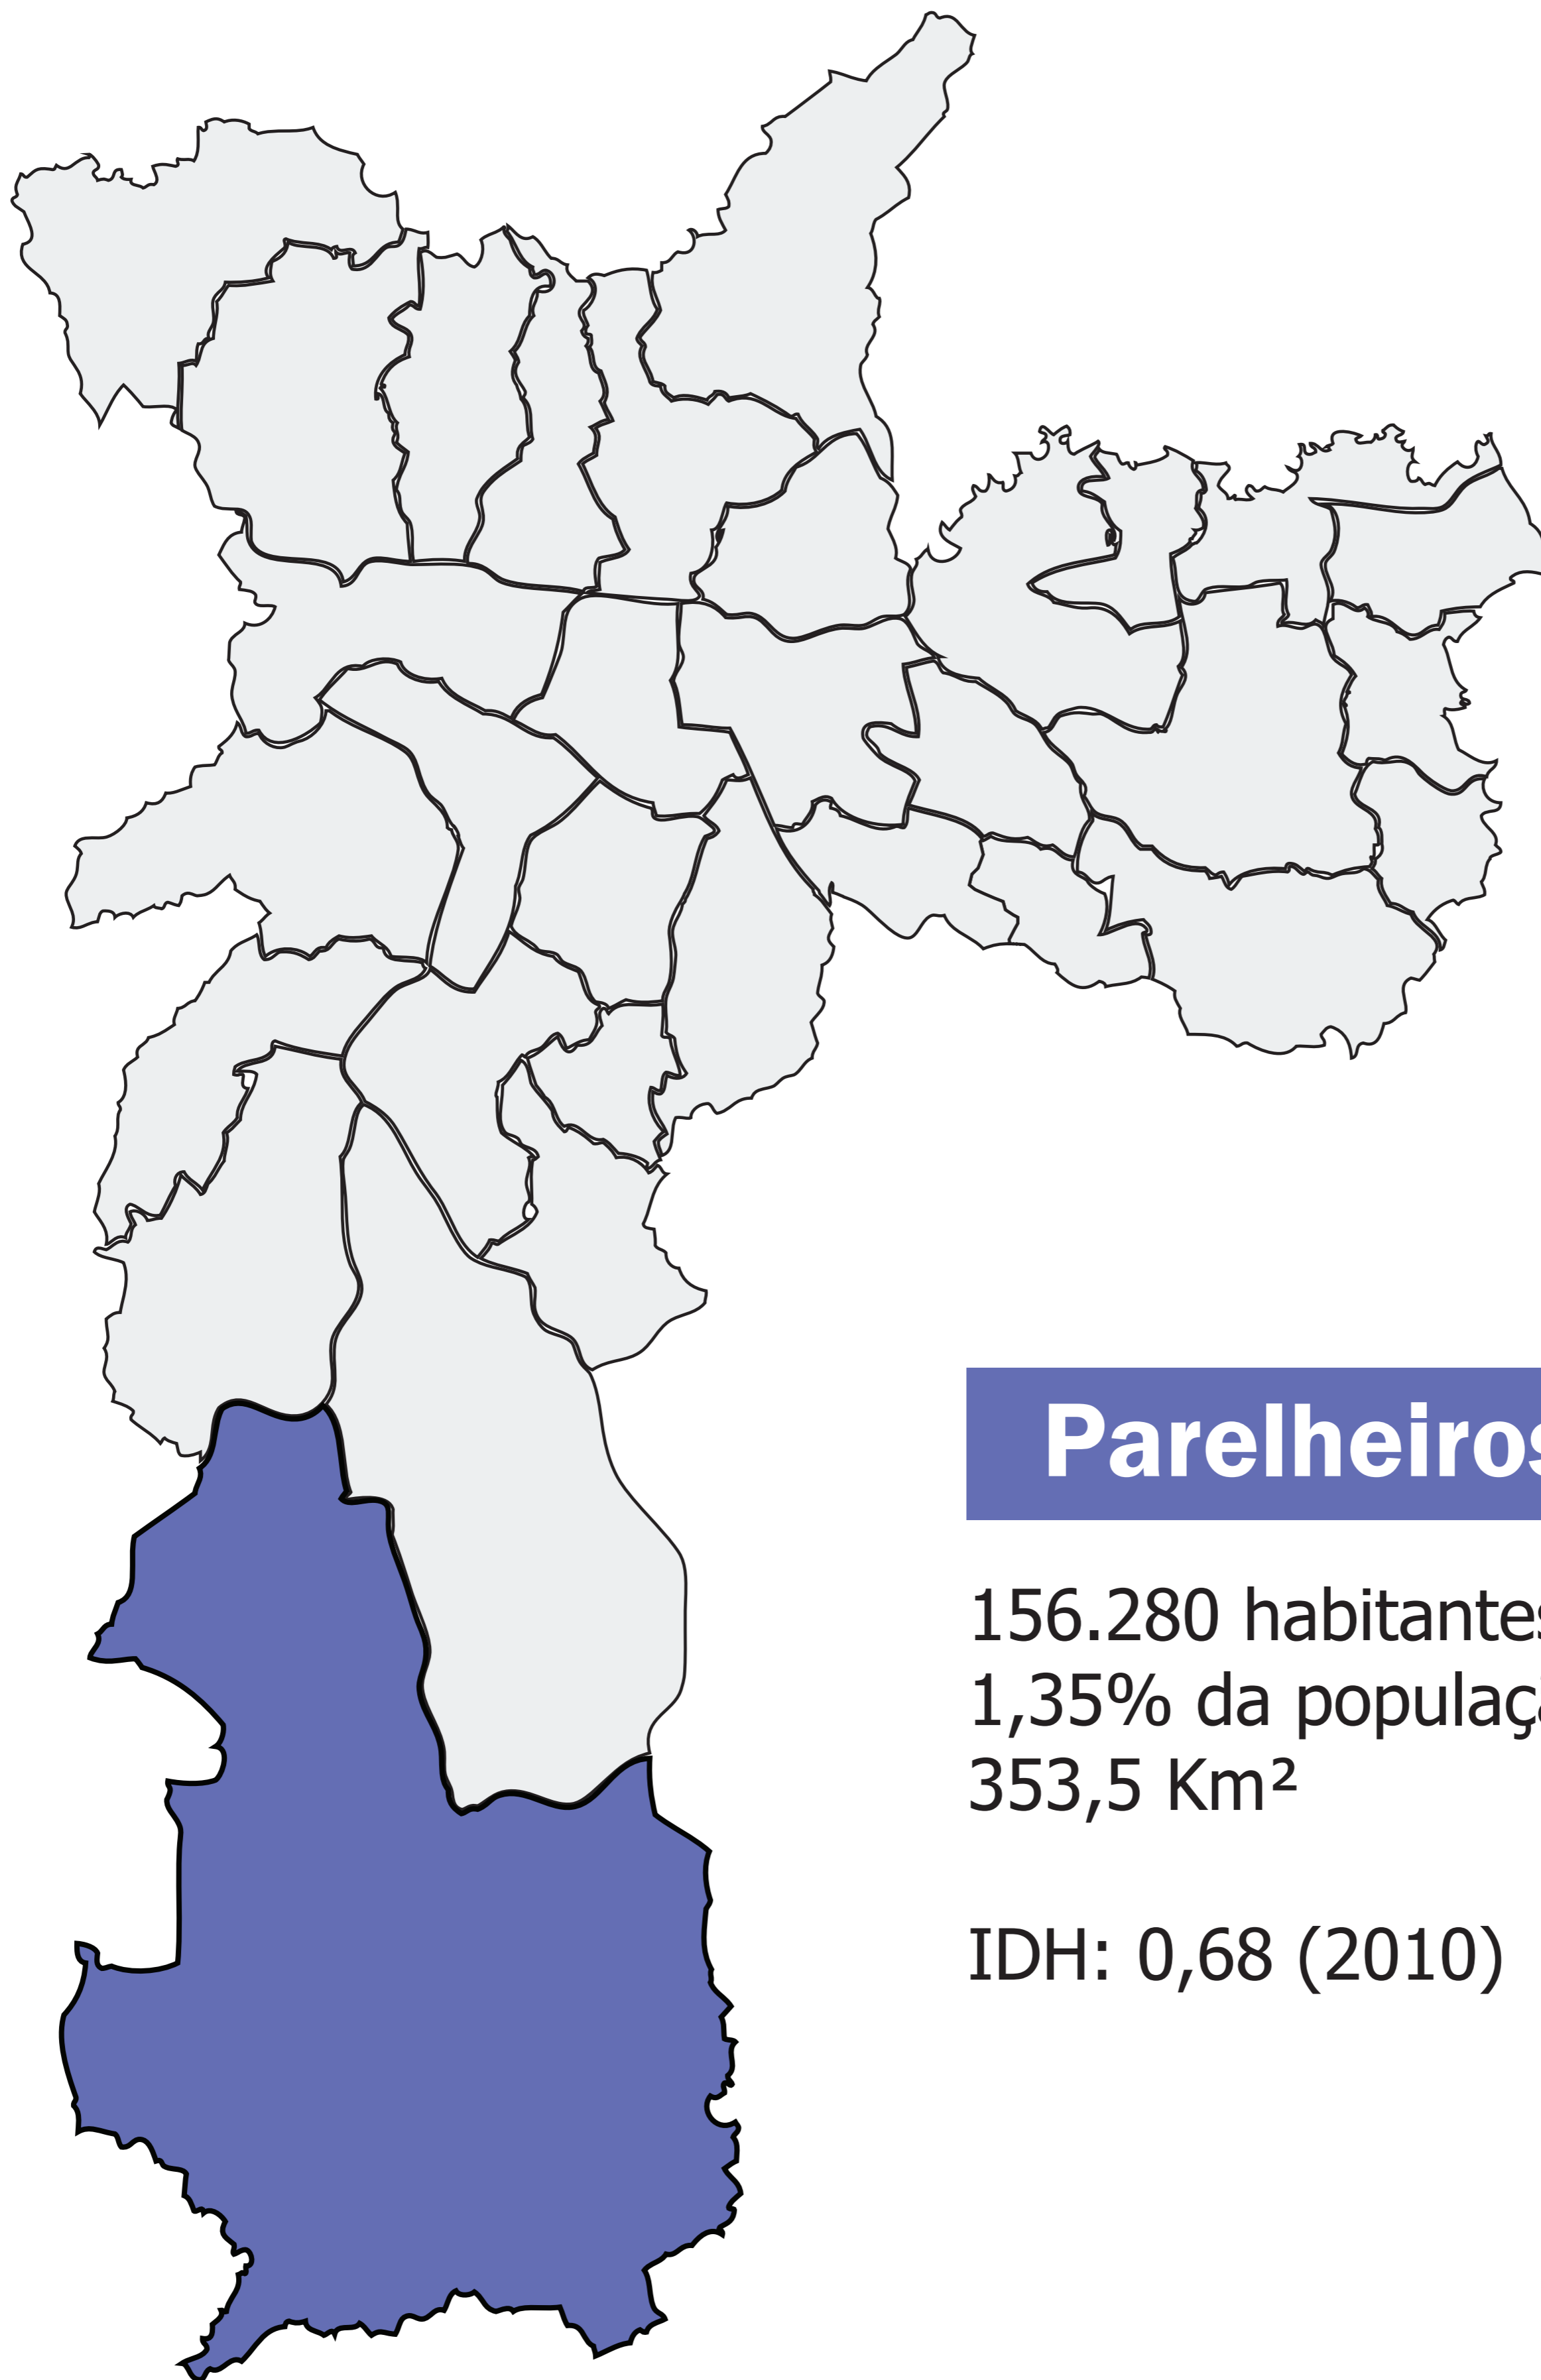 Parelheiros
156.280 habitantes
1,35% da populaç
353,5 Km²
IDH: 0,68 (2010)